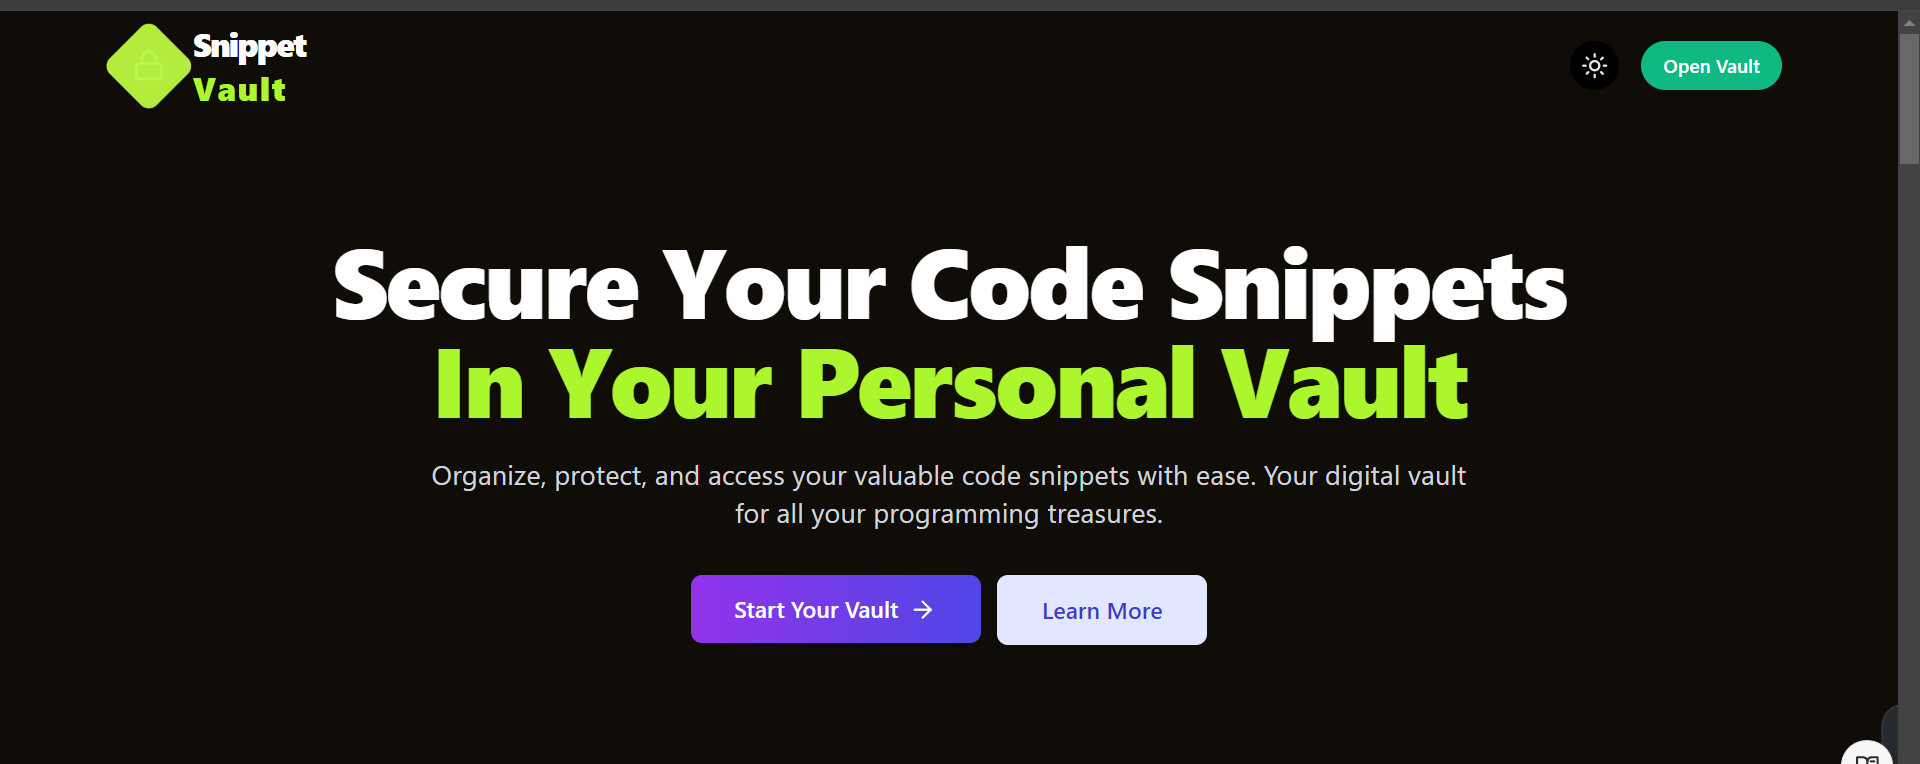 Snippet
Vault
Open Vault
Secure Your Code Snippets
In Your Personal Vault
Organize, protect, and access your valuable code snippets with ease. Your digital vault
for all your programming treasures.
Start Your Vault
Learn More